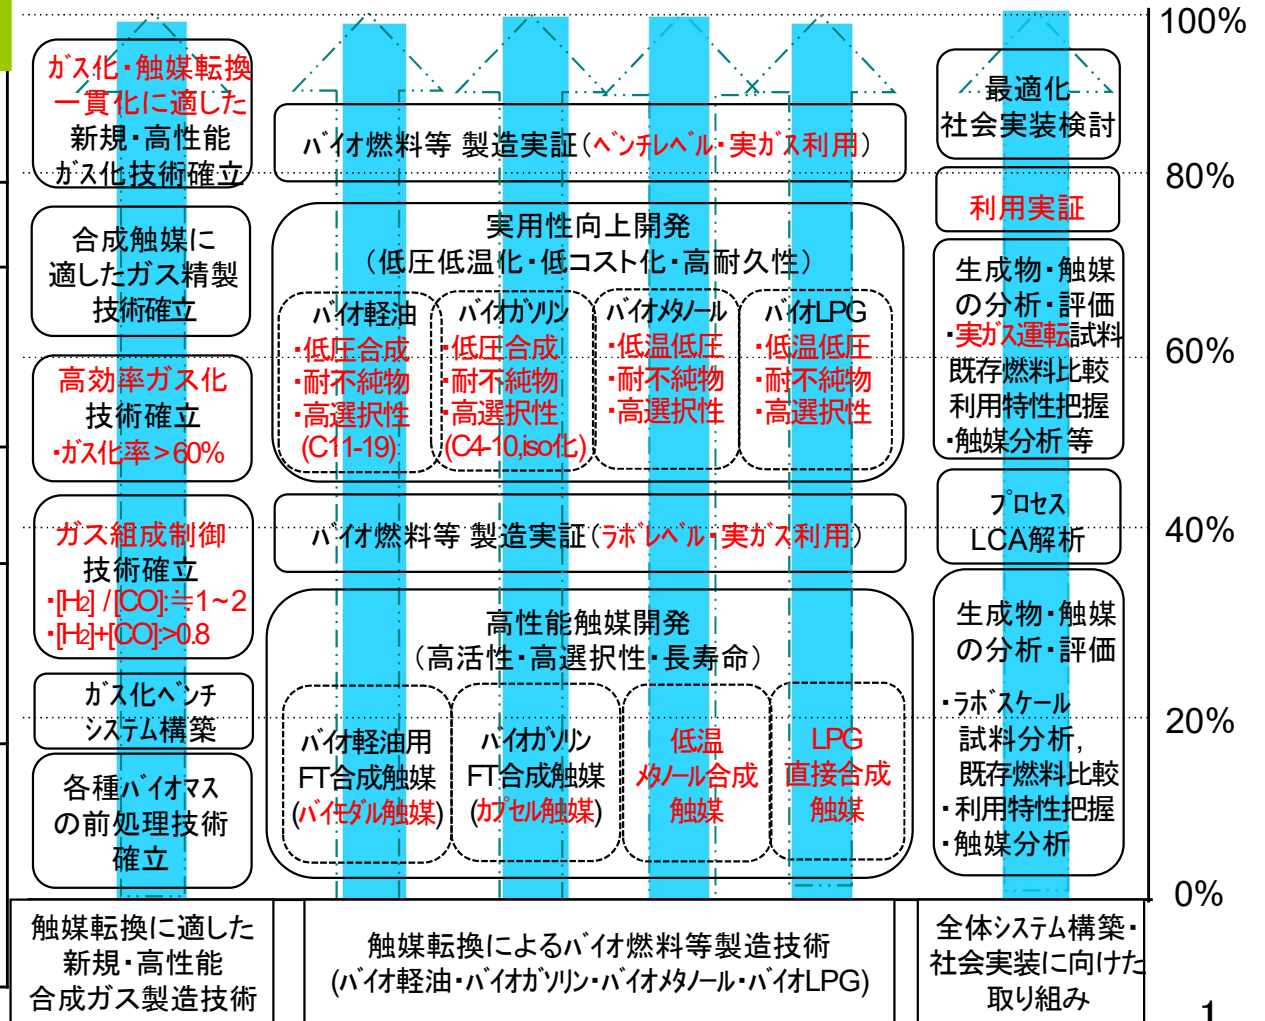 100%
80%
60%
40%
20%
0%
ガス化・触媒転換
一貫化に適した
新規・高性能
ガス化技術確立
合成触媒に
適したガス精製
技術確立
高効率ガス化
技術確立
・ガス化率＞60%
ガス組成制御
技術確立
・[H2] /[CO]:≒1~2
・[H2]+[CO]:>0.8
ガス化ベンチ
システム構築
各種バイオマス
の前処理技術
確立
触媒転換に適した
新規・高性能
合成ガス製造技術
バイオ燃料等 製造実証(ベンチレベル・実ガス利用)
実用性向上開発
(低圧低温化・低コスト化・高耐久性)
バイオ軽油
・低圧合成
・耐不純物
・高選択性
(C11-19)
バイオガソリン
・低圧合成
・耐不純物
・高選択性
(C4-10,iso化)
バイオメタノール
・低温低圧
・耐不純物
・高選択性
バイオLPG
・低温低圧
・耐不純物
・高選択性
バイオ燃料等 製造実証(ラボレベル・実ガス利用)
高性能触媒開発
(高活性・高選択性・長寿命)
バイオ軽油用
FT合成触媒
(バイモダル触媒)
バイオガソリン
FT合成触媒
(カプセル触媒)
低温
メタノール合成
触媒
LPG
直接合成
触媒
触媒転換によるバイオ燃料等製造技術
(バイオ軽油・バイオガソリン・バイオメタノール・バイオLPG)
最適化
社会実装検討
利用実証
生成物・触媒
の分析・評価
・実ガス運転試料
既存燃料比較
利用特性把握
・触媒分析 等
プロセス
LCA解析
生成物・触媒
の分析・評価
・ラボスケール
試料分析,
既存燃料比較
・利用特性把握
・触媒分析
全体システム構築・
社会実装に向けた
取り組み
1